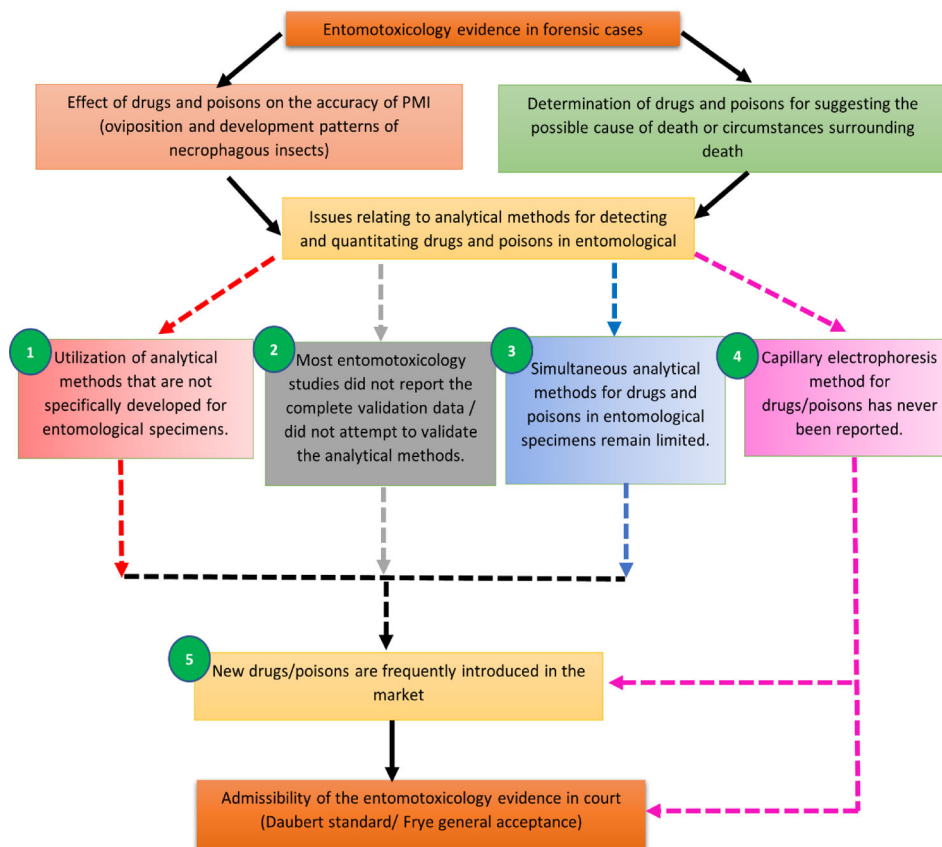 Entomotoxicology evidence in forensic cases
Effect of drugs and poisons on the accuracy of PMI
(oviposition and development patterns of
necrophagous insects)
Determination of drugs and poisons for suggesting the
possible cause of death or circumstances surrounding
death
Issues relating to analytical methods for detecting
and quantitating drugs and poisons in entomological
1
Utilization of analytical
methods that are not
specifically developed for
entomological specimens.
2
Most entomotoxicology
studies did not report the
complete validation data /
did not attempt to validate
the analytical methods.
3
Simultaneous analytical
methods for drugs and
poisons in entomological
specimens remain limited.
4
Capillary electrophoresis
method for
drugs/poisons has never
been reported.
5
New drugs/poisons are frequently introduced in the
market
Admissibility of the entomotoxicology evidence in court
(Daubert standard/ Frye general acceptance)